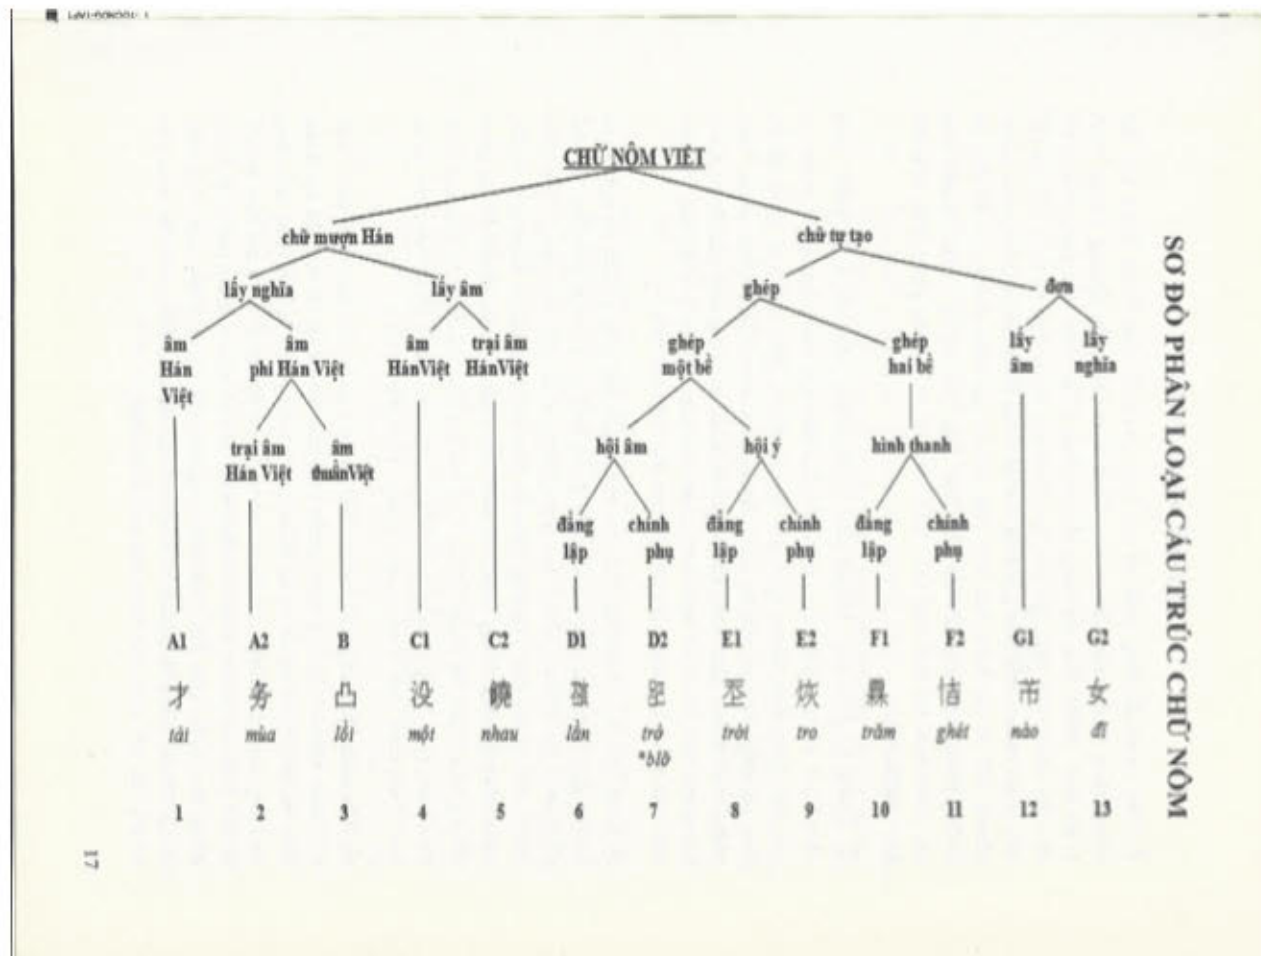 SƠ ĐỒ PHÂN LOẠI CẤU TRÚC CHỮ NÔM
CHỮ NÔM VIỆT
chữ mượn Hán chữ tự tạo
lấy nghĩa lấy âm ghép đơn
âm Hán Việt âm phi Hán Việt âm HánViệt trại âm HánViệt ghép một bề ghép hai bề lấy âm lấy nghĩa
trại âm Hán Việt âm thuầnViệt hội âm hội ý hình thanh
đẳng lập chính phụ đẳng lập chính phụ đẳng lập chính phụ
A1 A2 B C1 C2 D1 D2 E1 E2 F1 F2 G1 G2
才 务 凸 没 饒 女
tài mùa lồi một nhau lần trở trời tro trăm ghét nào đĩ
*blở
1 2 3 4 5 6 7 8 9 10 11 12 13
17